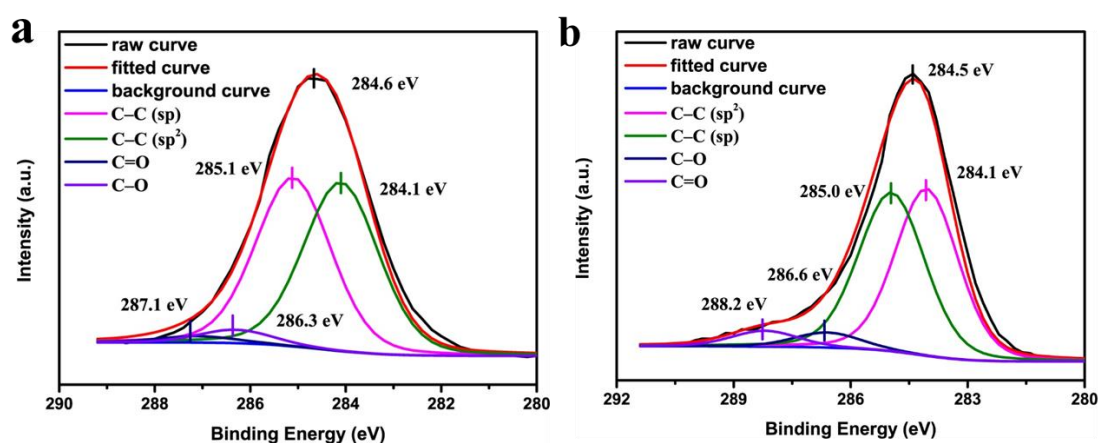 a
raw curve
fitted curve
background curve
C–C (sp)
C–C (sp²)
C=O
C–O
284.6 eV
285.1 eV
284.1 eV
287.1 eV
286.3 eV
Intensity (a.u.)
290 288 286 284 282 280
Binding Energy (eV)
b
raw curve
fitted curve
background curve
C–C (sp²)
C–C (sp)
C–O
C=O
284.5 eV
284.1 eV
285.0 eV
286.6 eV
288.2 eV
Intensity (a.u.)
292 289 286 283 280
Binding Energy (eV)